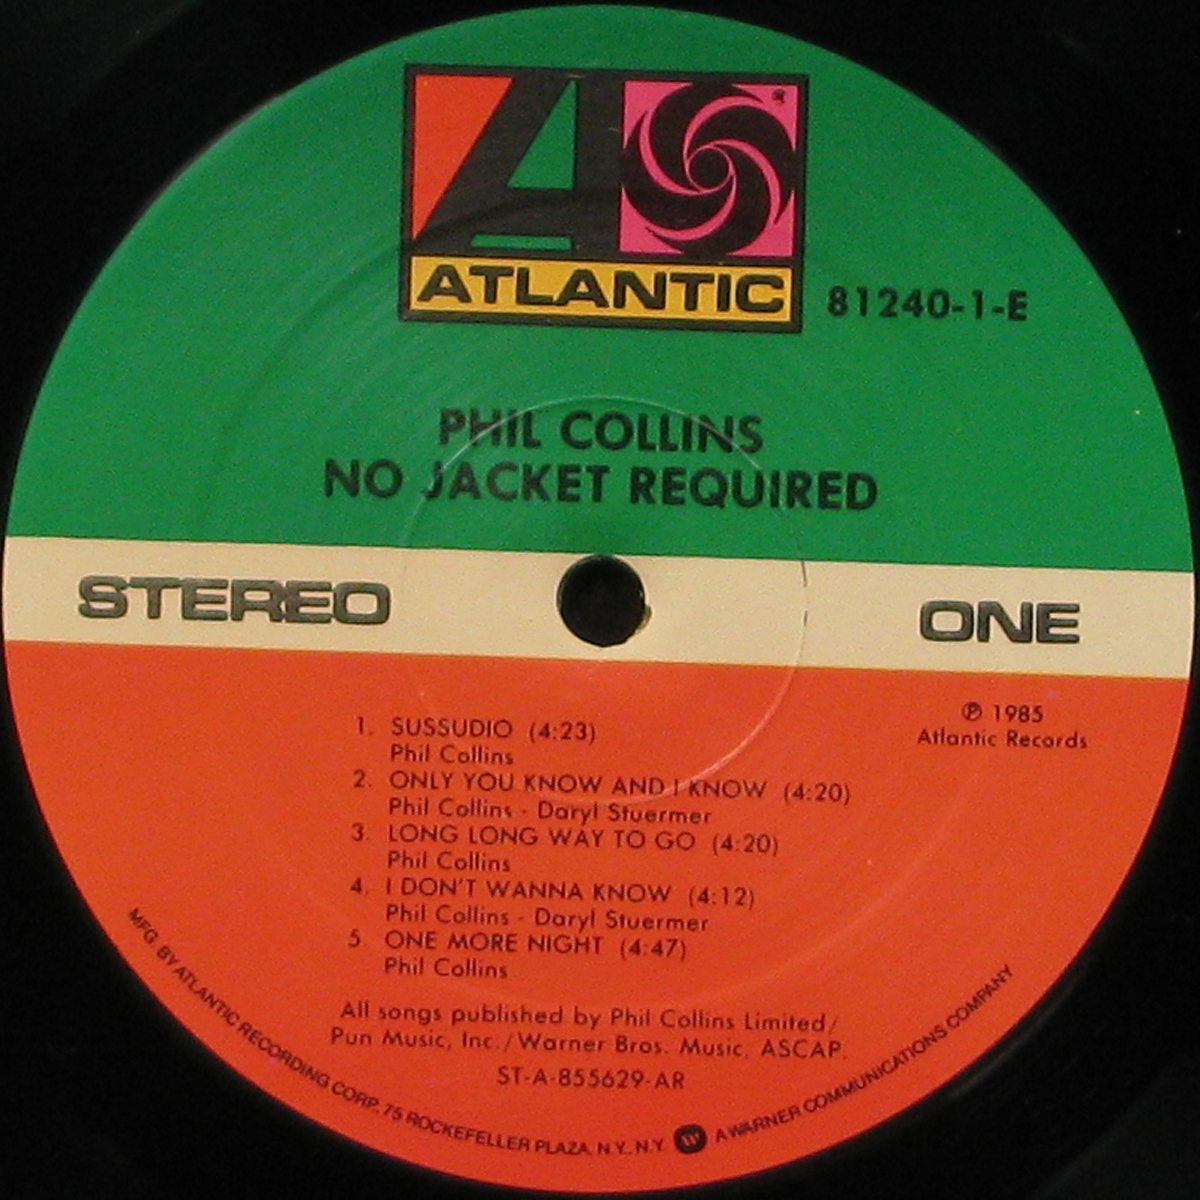 ATLANTIC
81240-1-E
PHIL COLLINS
NO JACKET REQUIRED
STEREO
ONE
℗ 1985
Atlantic Records
1. SUSSUDIO (4:23)
Phil Collins
2. ONLY YOU KNOW AND I KNOW (4:20)
Phil Collins - Daryl Stuermer
3. LONG LONG WAY TO GO (4:20)
Phil Collins
4. I DON'T WANNA KNOW (4:12)
Phil Collins - Daryl Stuermer
5 ONE MORE NIGHT (4:47)
Phil Collins
All songs published by Phil Collins Limited/
Pun Music, Inc./Warner Bros. Music, ASCAP.
ST-A-855629-AR
MFG. BY ATLANTIC RECORDING CORP. 75 ROCKEFELLER PLAZA, N.Y., N.Y. W A WARNER COMMUNICATIONS COMPANY